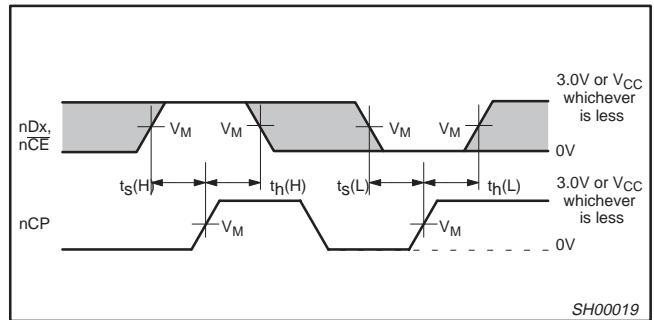 3.0V or VCC
whichever
is less
nDx,
nCE
VM
VM
VM
VM
0V
ts(H)
th(H)
ts(L)
th(L)
3.0V or VCC
whichever
is less
nCP
VM
VM
0V
SH00019